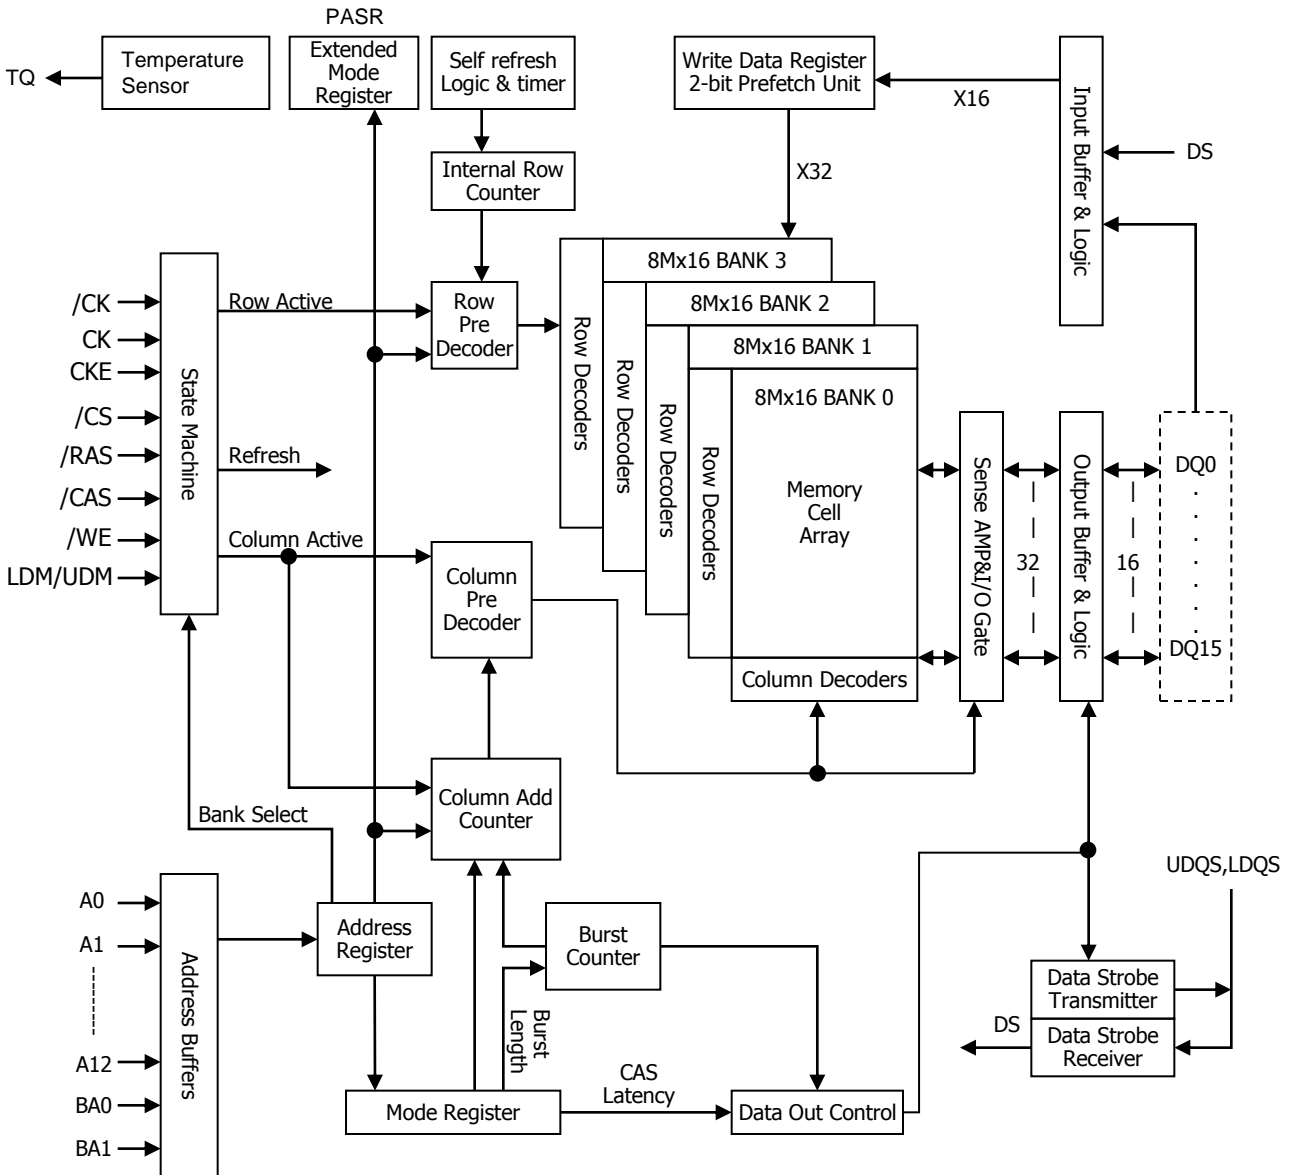 PASR
TQ
Temperature
Sensor
Extended
Mode
Register
Self refresh
Logic & timer
Write Data Register
2-bit Prefetch Unit
X16
Input Buffer & Logic
DS
Internal Row
Counter
X32
/CK
CK
CKE
/CS
/RAS
/CAS
/WE
LDM/UDM
State Machine
Row Active
Refresh
Column Active
Row
Pre
Decoder
Row Decoders
Row Decoders
Row Decoders
Row Decoders
8Mx16 BANK 3
8Mx16 BANK 2
8Mx16 BANK 1
8Mx16 BANK 0
Memory
Cell
Array
Column Decoders
Sense AMP&I/O Gate
32
Output Buffer & Logic
16
DQ0
DQ15
Column
Pre
Decoder
Column Add
Counter
Bank Select
A0
A1
A12
BA0
BA1
Address Buffers
Address
Register
Burst
Counter
Burst
Length
Mode Register
CAS
Latency
Data Out Control
UDQS,LDQS
Data Strobe
Transmitter
DS
Data Strobe
Receiver